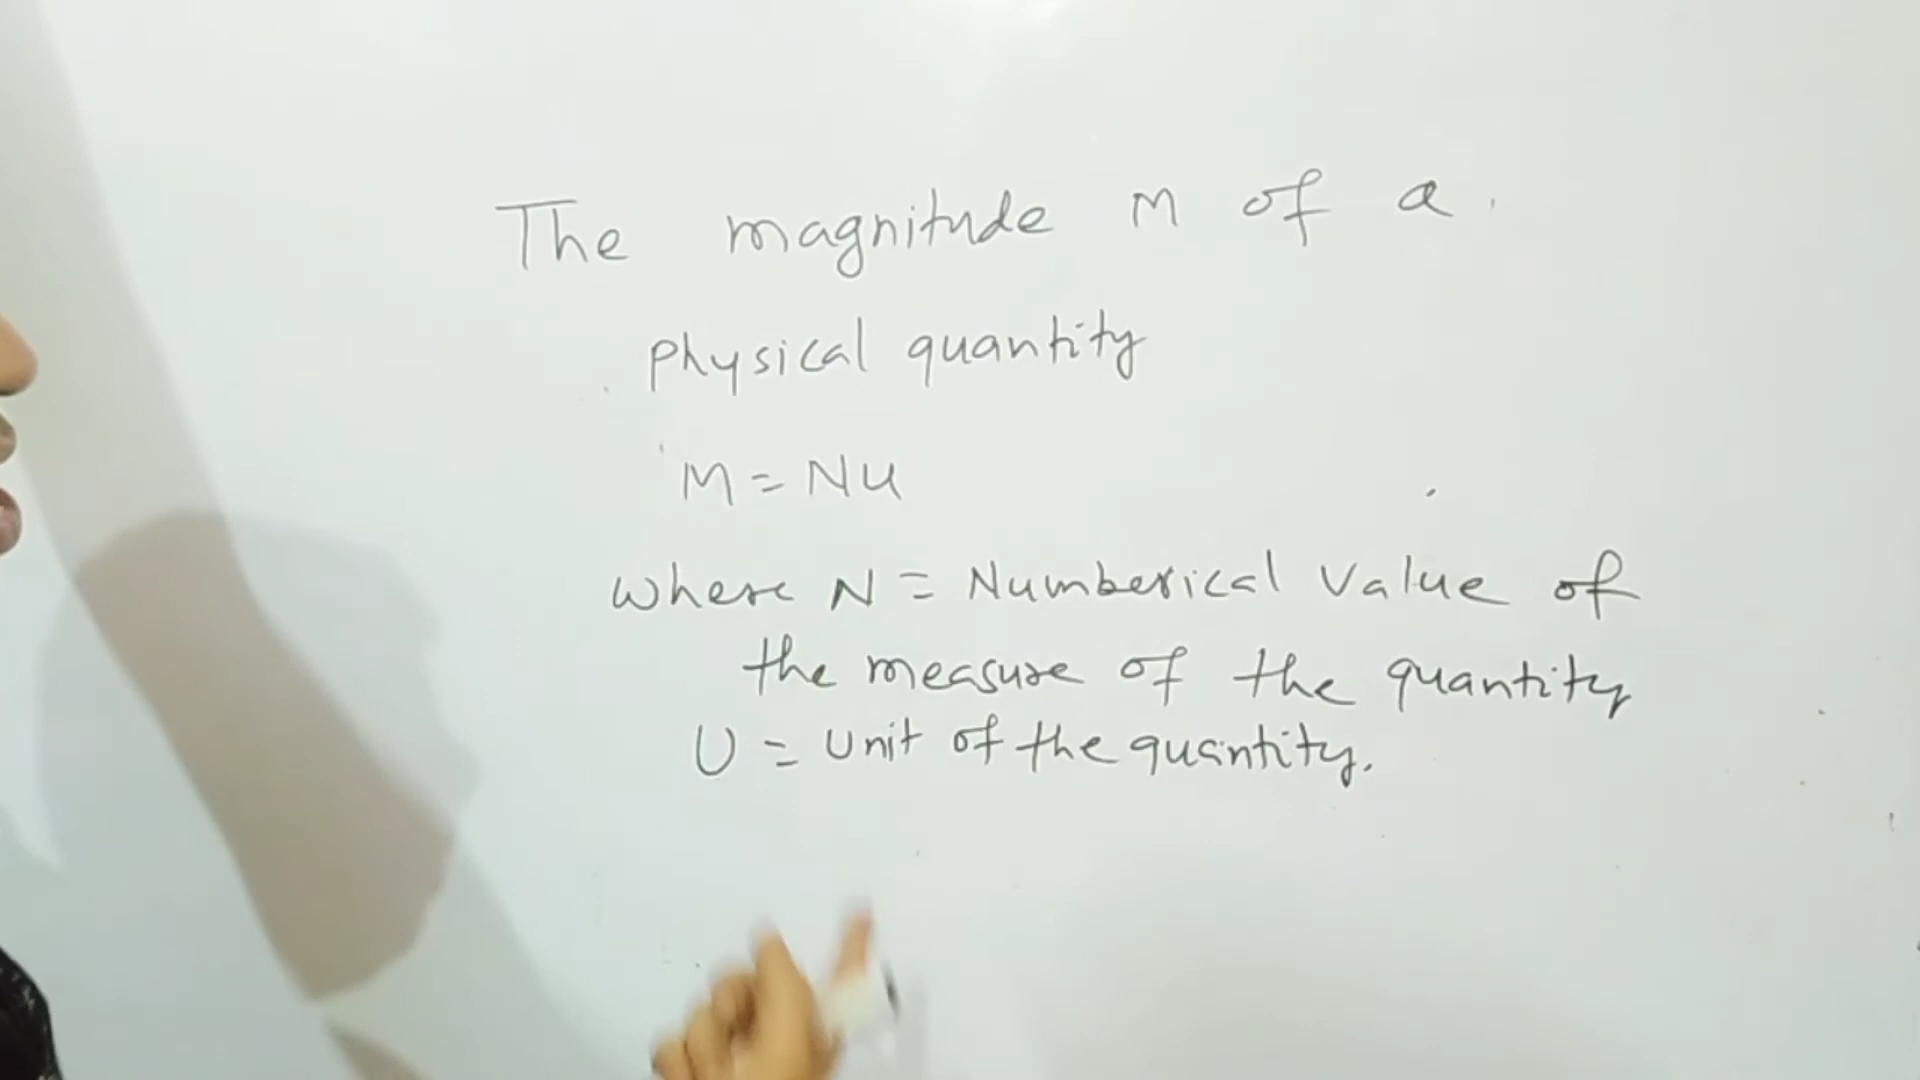 The magnitude M of a
physical quantity
M = Nu
where N = Numberical value of
the measure of the quantity
U = unit of the quantity.